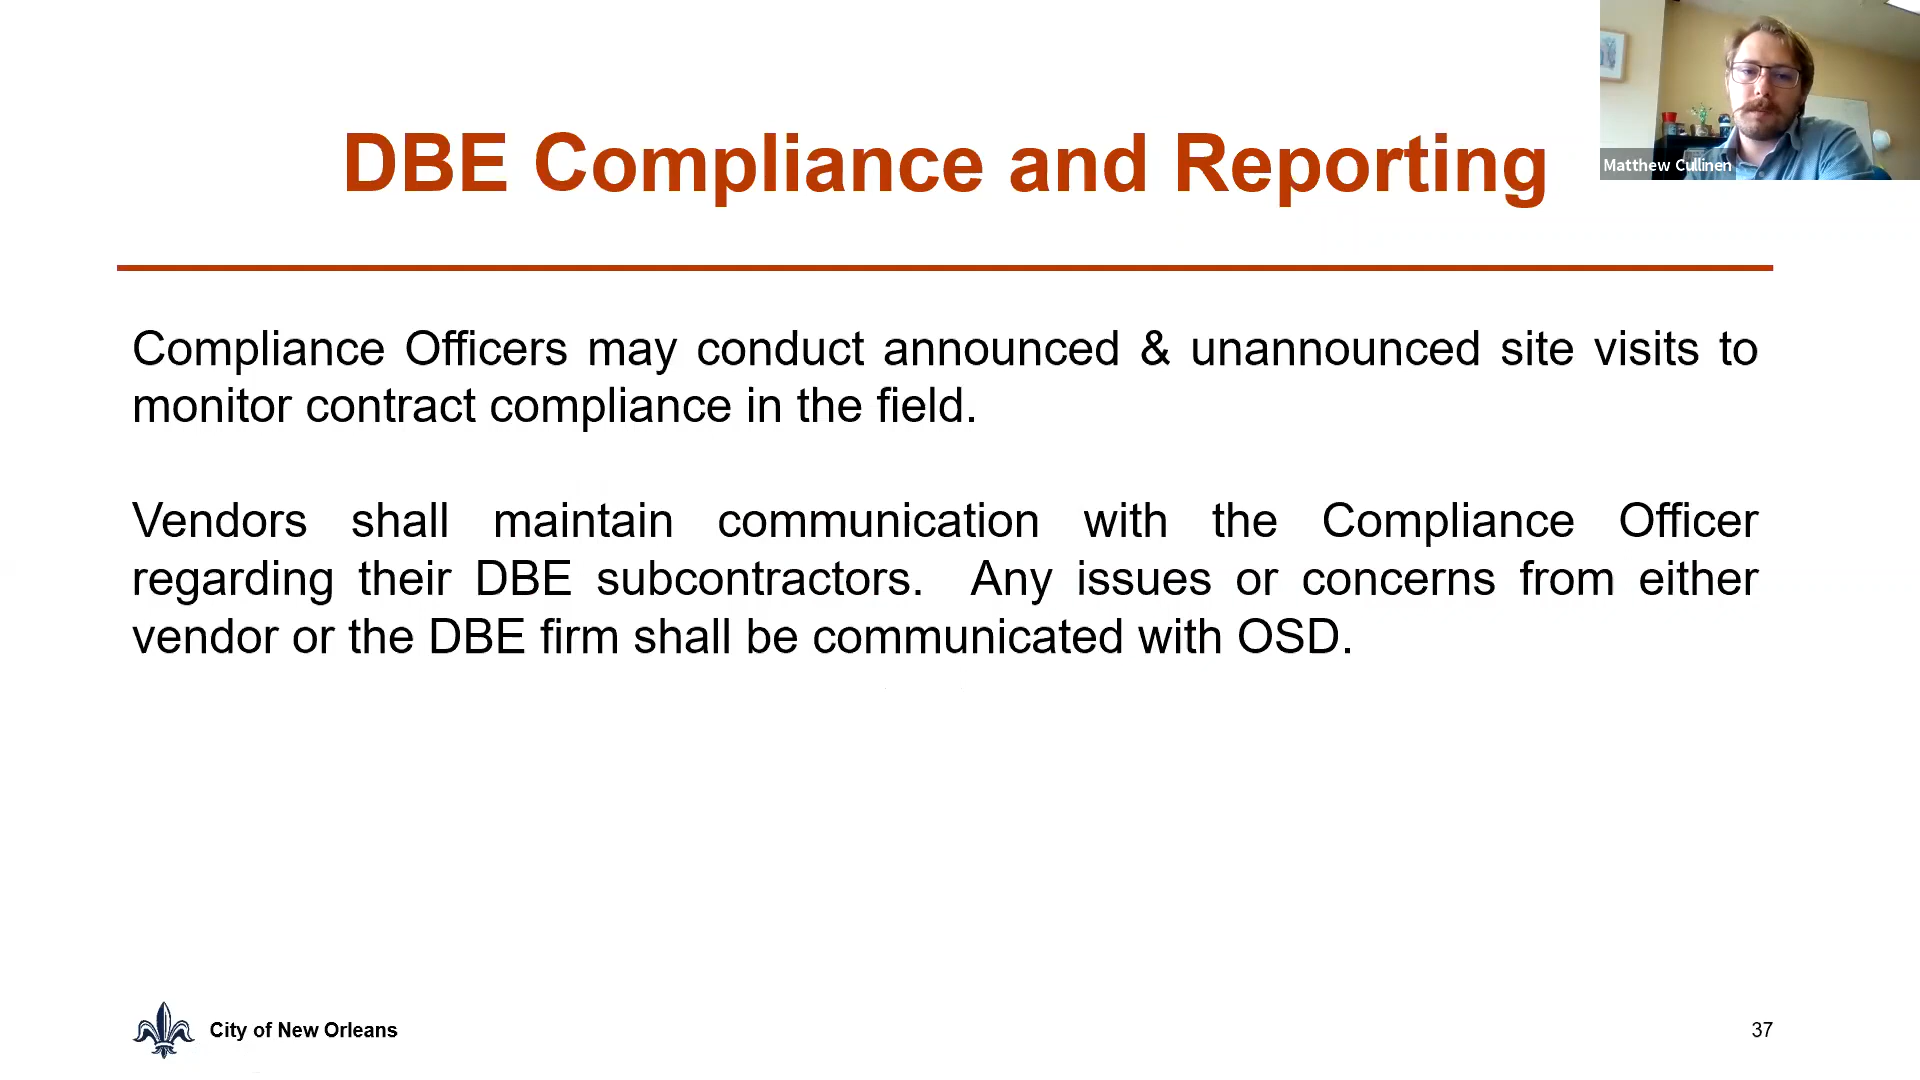 DBE Compliance and Reporting
Matthew Cullinen
Compliance Officers may conduct announced & unannounced site visits to
monitor contract compliance in the field.
Vendors shall maintain communication with the Compliance Officer
regarding their DBE subcontractors.  Any issues or concerns from either
vendor or the DBE firm shall be communicated with OSD.
City of New Orleans
37